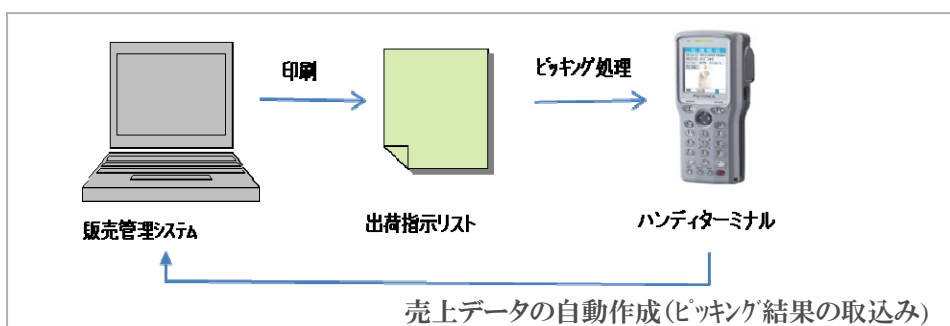 印刷
ピッキング処理
販売管理システム
出荷指示リスト
ハンディターミナル
売上データの自動作成(ピッキング結果の取込み)